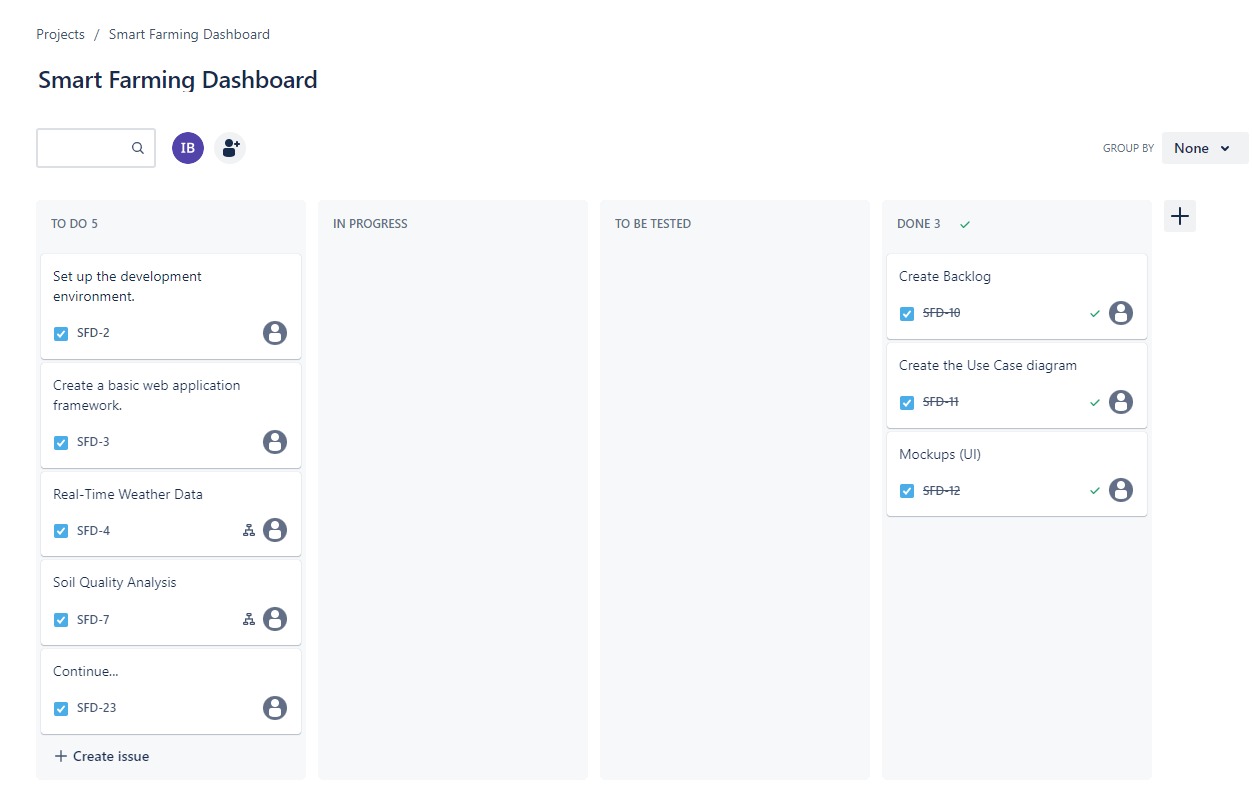 Projects / Smart Farming Dashboard
Smart Farming Dashboard
IB
GROUP BY
None
TO DO 5
Set up the development
environment.
SFD-2
Create a basic web application
framework.
SFD-3
Real-Time Weather Data
SFD-4
Soil Quality Analysis
SFD-7
Continue...
SFD-23
+ Create issue
IN PROGRESS
TO BE TESTED
DONE 3
Create Backlog
SFD-10
Create the Use Case diagram
SFD-11
Mockups (UI)
SFD-12